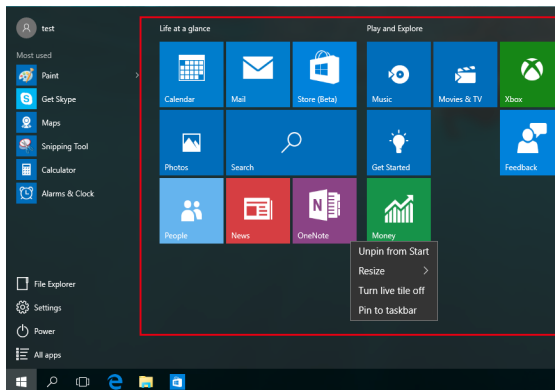 test
Most used
Paint
Get Skype
Maps
Snipping Tool
Calculator
Alarms & Clock
File Explorer
Settings
Power
All apps
Life at a glance
Play and Explore
Calendar
Mail
Store (Beta)
Music
Movies & TV
Xbox
Photos
Search
Get Started
Feedback
People
News
OneNote
Money
Unpin from Start
Resize
Turn live tile off
Pin to taskbar